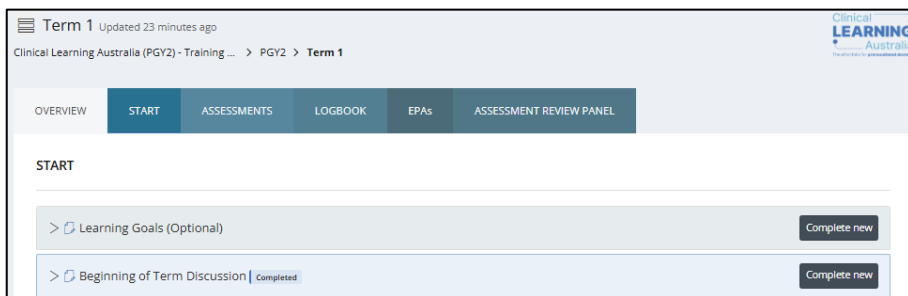 Term 1 Updated 23 minutes ago
Clinical Learning Australia (PGY2) - Training ... > PGY2 > Term 1
Clinical
LEARNING
Australia
OVERVIEW START ASSESSMENTS LOGBOOK EPAs ASSESSMENT REVIEW PANEL
START
> Learning Goals (Optional) Complete new
> Beginning of Term Discussion Completed Complete new